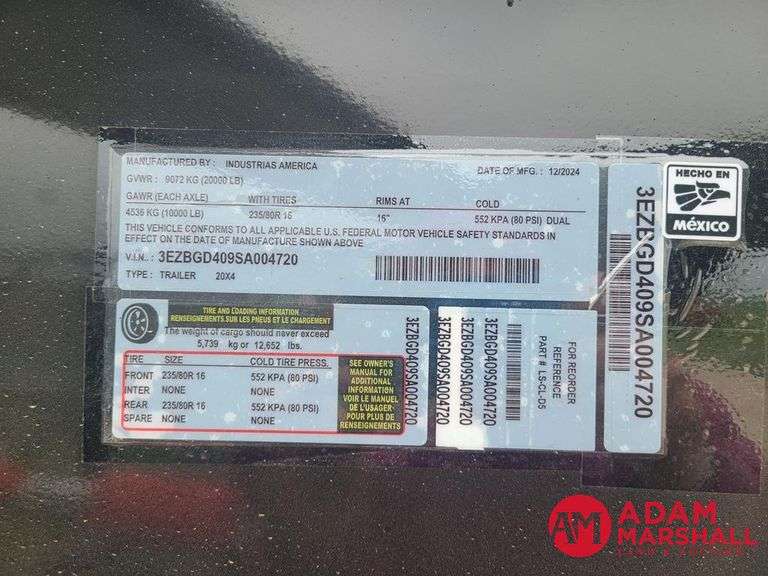 MANUFACTURED BY : INDUSTRIAS AMERICA DATE OF MFG. : 12/2024
GVWR : 9072 KG (20000 LB)
GAWR (EACH AXLE) WITH TIRES RIMS AT COLD
4536 KG (10000 LB) 235/80R 16 16" 552 KPA (80 PSI) DUAL
THIS VEHICLE CONFORMS TO ALL APPLICABLE U.S. FEDERAL MOTOR VEHICLE SAFETY STANDARDS IN
EFFECT ON THE DATE OF MANUFACTURE SHOWN ABOVE
V.I.N.: 3EZBGD409SA004720
TYPE : TRAILER 20X4
3EZBGD409SA004720
HECHO EN
MÉXICO
TIRE AND LOADING INFORMATION
RENSEIGNEMENTS SUR LES PNEUS ET LE CHARGEMENT
The weight of cargo should never exceed
5,739 kg or 12,652 lbs.
TIRE SIZE COLD TIRE PRESS.
FRONT 235/80R 16 552 KPA (80 PSI)
INTER NONE NONE
REAR 235/80R 16 552 KPA (80 PSI)
SPARE NONE NONE
SEE OWNER'S
MANUAL FOR
ADDITIONAL
INFORMATION
VOIR LE MANUEL
DE L'USAGER
POUR PLUS DE
RENSEIGNEMENTS
3EZBGD409SA004720
3EZBGD409SA004720
3EZBGD409SA004720
3EZBGD409SA004720
FOR REORDER
REFERENCE
PART #: LS-CL-05
AM ADAM
MARSHALL